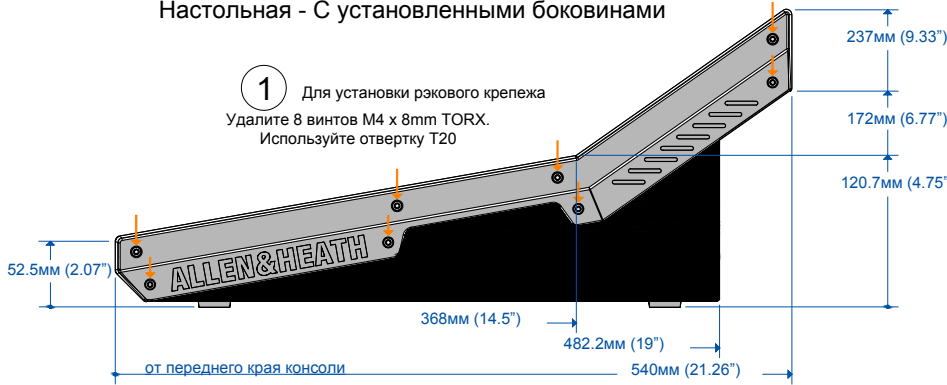 Настольная - С установленными боковинами
237мм (9.33”)
1
Для установки рэкового крепежа
Удалите 8 винтов M4 x 8mm TORX.
Используйте отвертку T20
172мм (6.77”)
120.7мм (4.75”
52.5мм (2.07”)
ALLEN&HEATH
368мм (14.5”)
482.2мм (19”)
от переднего края консоли
540мм (21.26”)